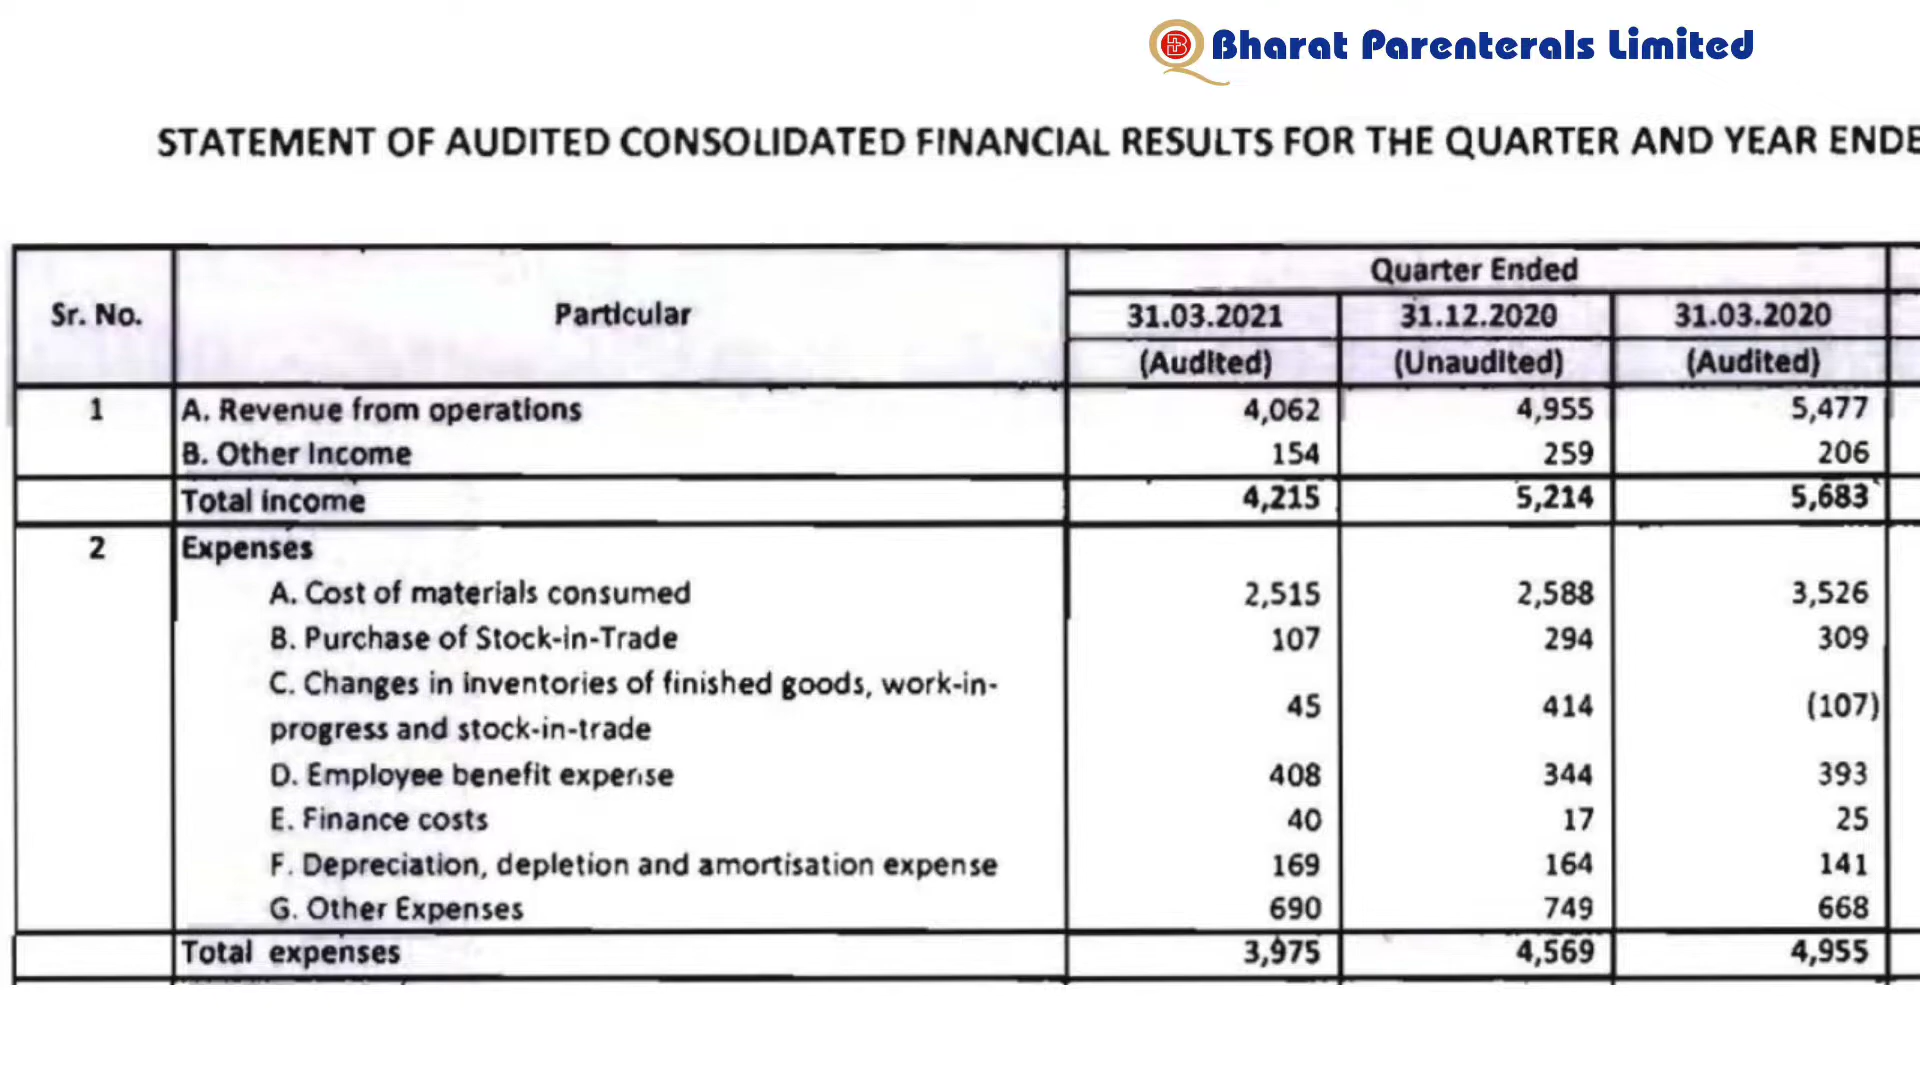 Bharat Parenterals Limited
STATEMENT OF AUDITED CONSOLIDATED FINANCIAL RESULTS FOR THE QUARTER AND YEAR ENDE
Sr. No. Particular Quarter Ended
31.03.2021 31.12.2020 31.03.2020
(Audited) (Unaudited) (Audited)
1 A. Revenue from operations 4,062 4,955 5,477
B. Other Income 154 259 206
Total income 4,215 5,214 5,683
2 Expenses
A. Cost of materials consumed 2,515 2,588 3,526
B. Purchase of Stock-in-Trade 107 294 309
C. Changes in inventories of finished goods, work-in-
progress and stock-in-trade 45 414 (107)
D. Employee benefit expense 408 344 393
E. Finance costs 40 17 25
F. Depreciation, depletion and amortisation expense 169 164 141
G. Other Expenses 690 749 668
Total expenses 3,975 4,569 4,955